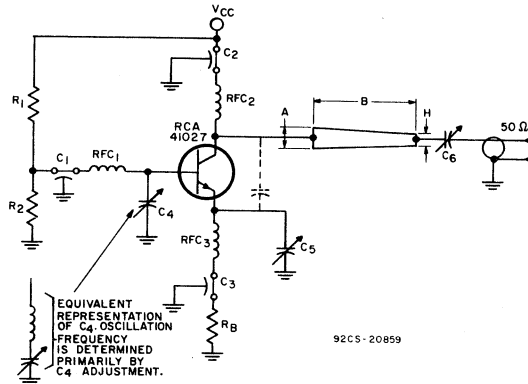 VCC
C2
R1
RFC2
A
B
H
RCA
41027
50 Ω
C6
C1
RFC1
C4
R2
RFC3
C5
C3
RB
EQUIVALENT
REPRESENTATION
OF C4. OSCILLATION
FREQUENCY
IS DETERMINED
PRIMARILY BY
C4 ADJUSTMENT.
92CS-20859